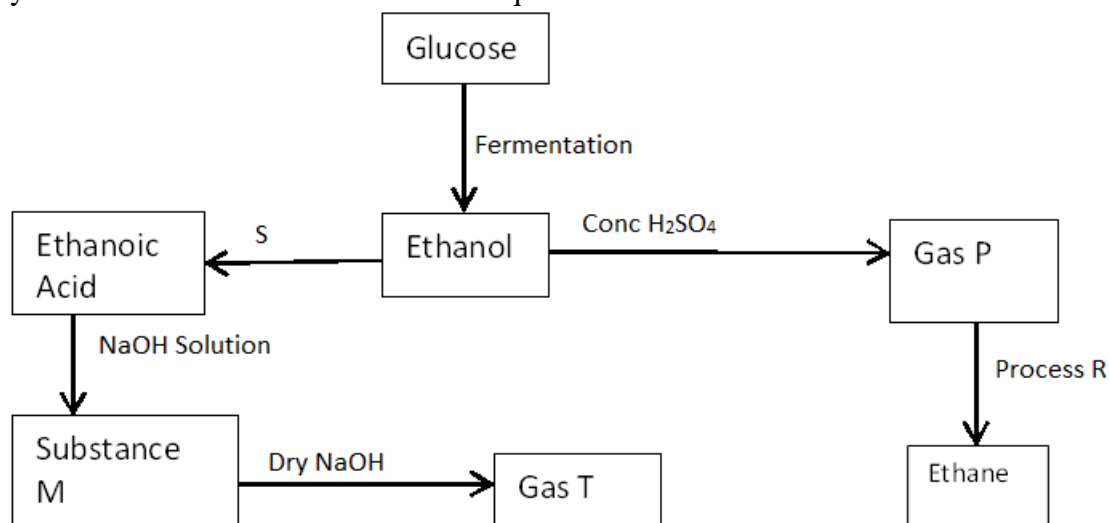 Glucose
Fermentation
S
Ethanol
Conc H₂SO₄
Gas P
Ethanoic
Acid
NaOH Solution
Process R
Substance
M
Dry NaOH
Gas T
Ethane